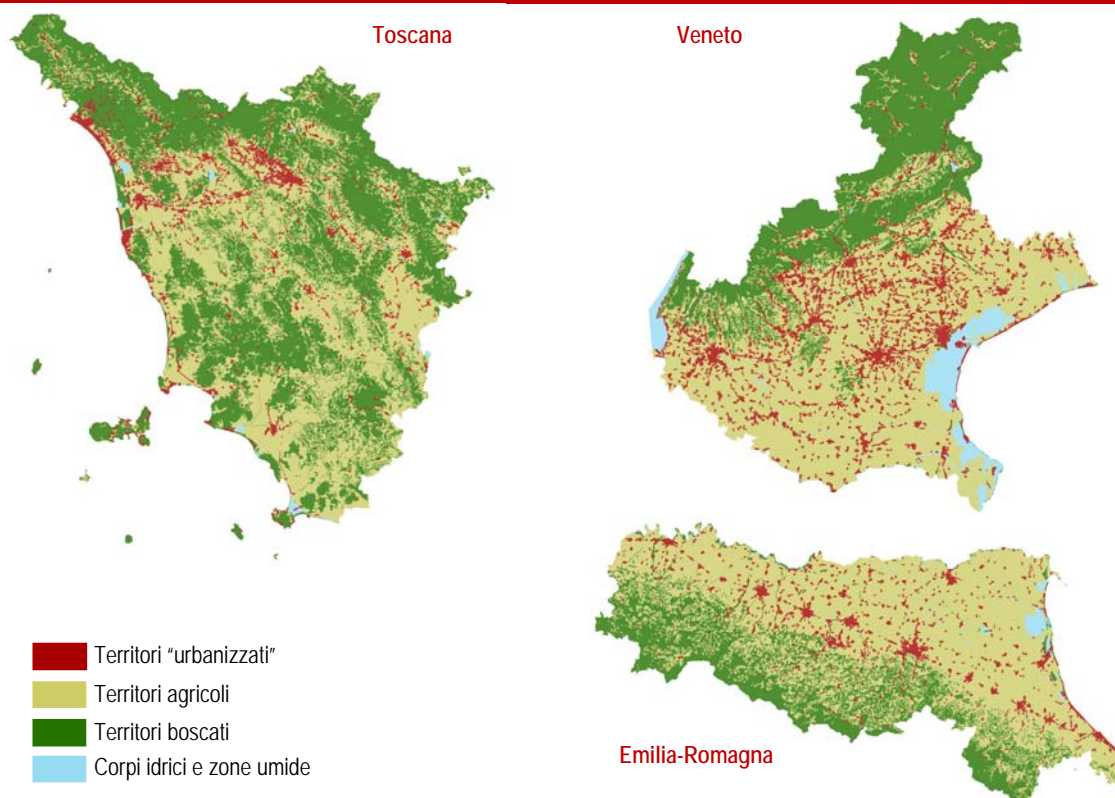 Toscana
Veneto
Territori “urbanizzati”
Territori agricoli
Territori boscati
Corpi idrici e zone umide
Emilia-Romagna